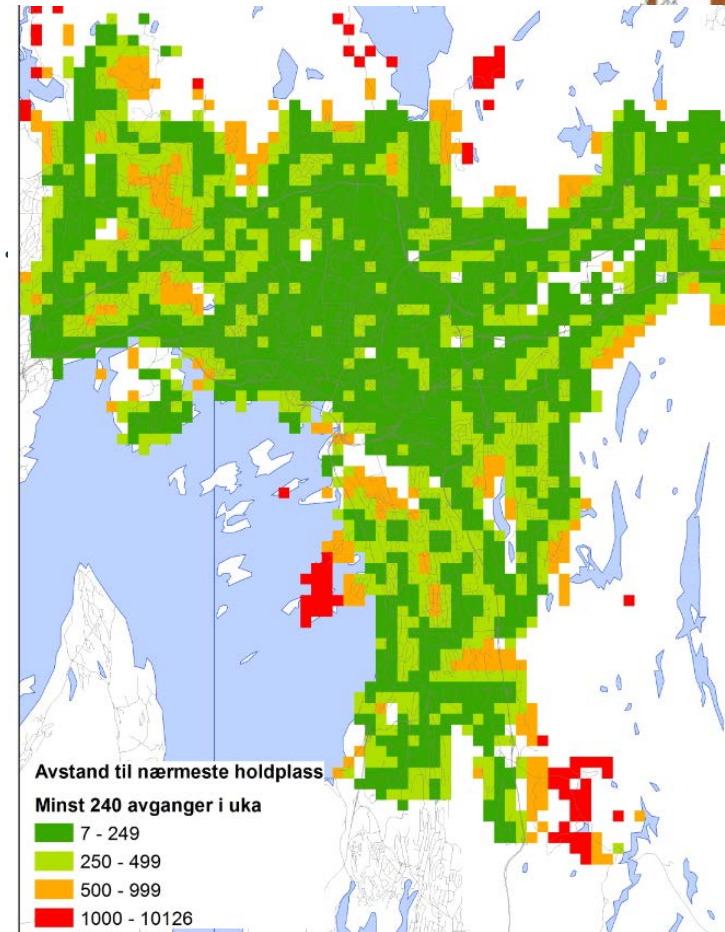 Avstand til nærmeste holdplass
Minst 240 avganger i uka
7 - 249
250 - 499
500 - 999
1000 - 10126